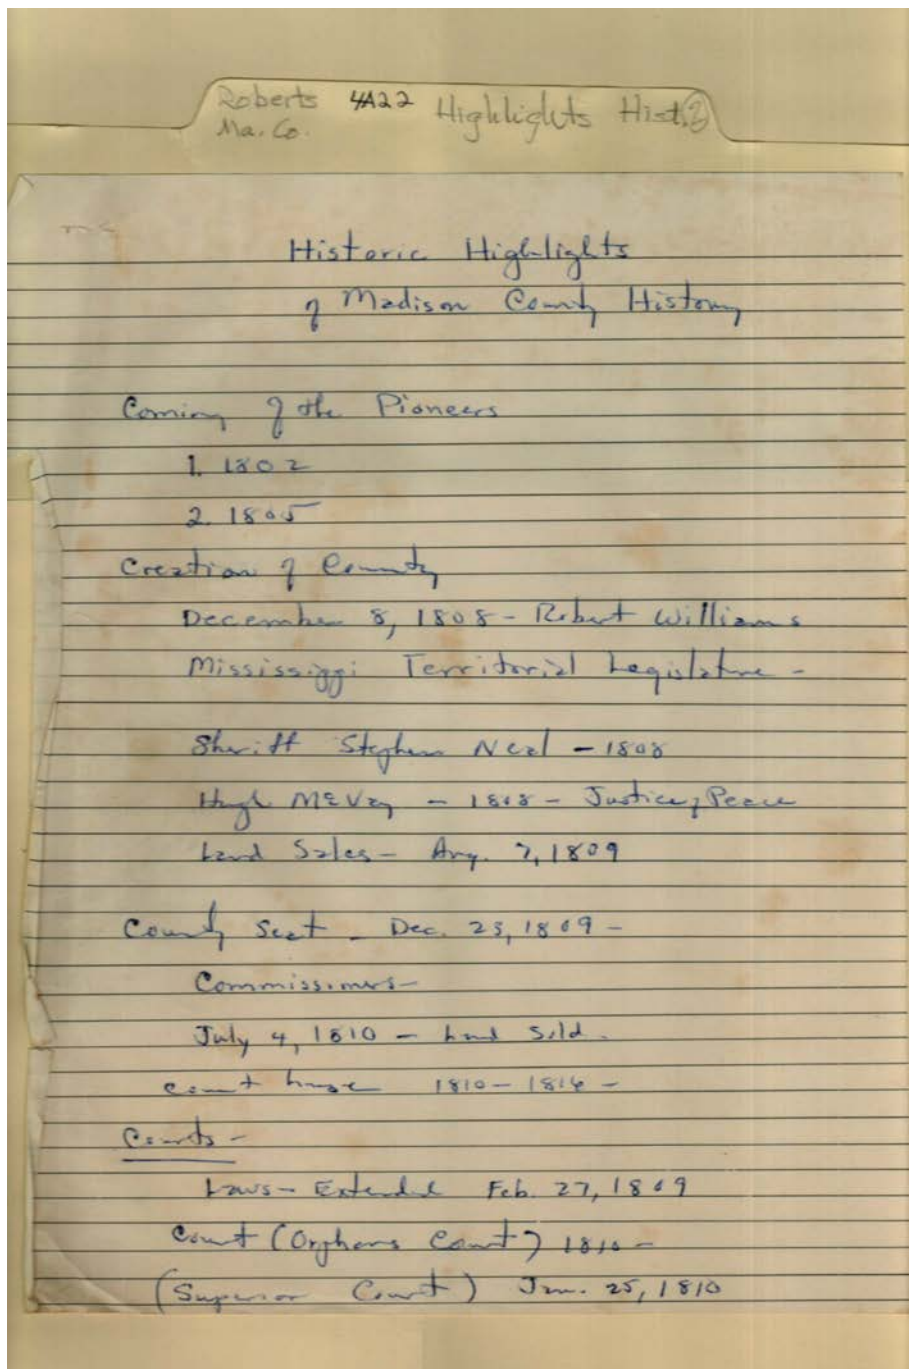 Roberts 4A22 Highlights Hist.
Ma. Co.
Historic Highlights
of Madison County History
Coming of the Pioneers
1. 1802
2. 1805
Creation of County
December 8, 1808 - Robert Williams
Mississippi Territorial Legislature -
Sheriff Stephen Neal - 1808
Hugh McVay - 1808 - Justice of Peace
Land Sales - Aug. 7, 1809
County Seat - Dec. 23, 1809 -
Commissioners -
July 4, 1810 - Land Sold.
Court house 1810 - 1816 -
Courts -
Laws - Extended Feb. 27, 1809
Court (Orphans Court) 1810 -
(Superior Court) Jan. 25, 1810